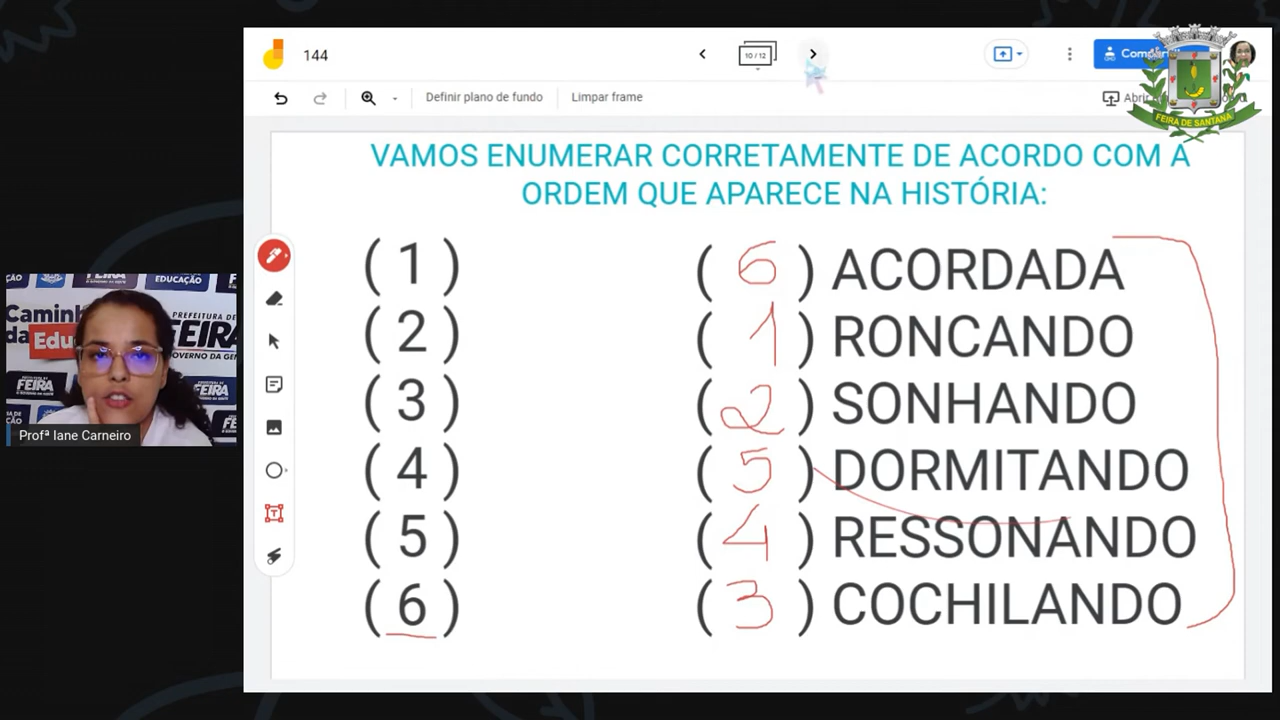 144
10 / 12
Definir plano de fundo
Limpar frame
FEIRA DE SANTANA
VAMOS ENUMERAR CORRETAMENTE DE ACORDO COM A
ORDEM QUE APARECE NA HISTÓRIA:
( 1 ) ( 6 ) ACORDADA
( 2 ) ( 1 ) RONCANDO
( 3 ) ( 2 ) SONHANDO
( 4 ) ( 5 ) DORMITANDO
( 5 ) ( 4 ) RESSONANDO
( 6 ) ( 3 ) COCHILANDO
EDUCAÇÃO
PREFEITURA DE
FEIRA
FEIRA
FEIRA
Profª Iane Carneiro